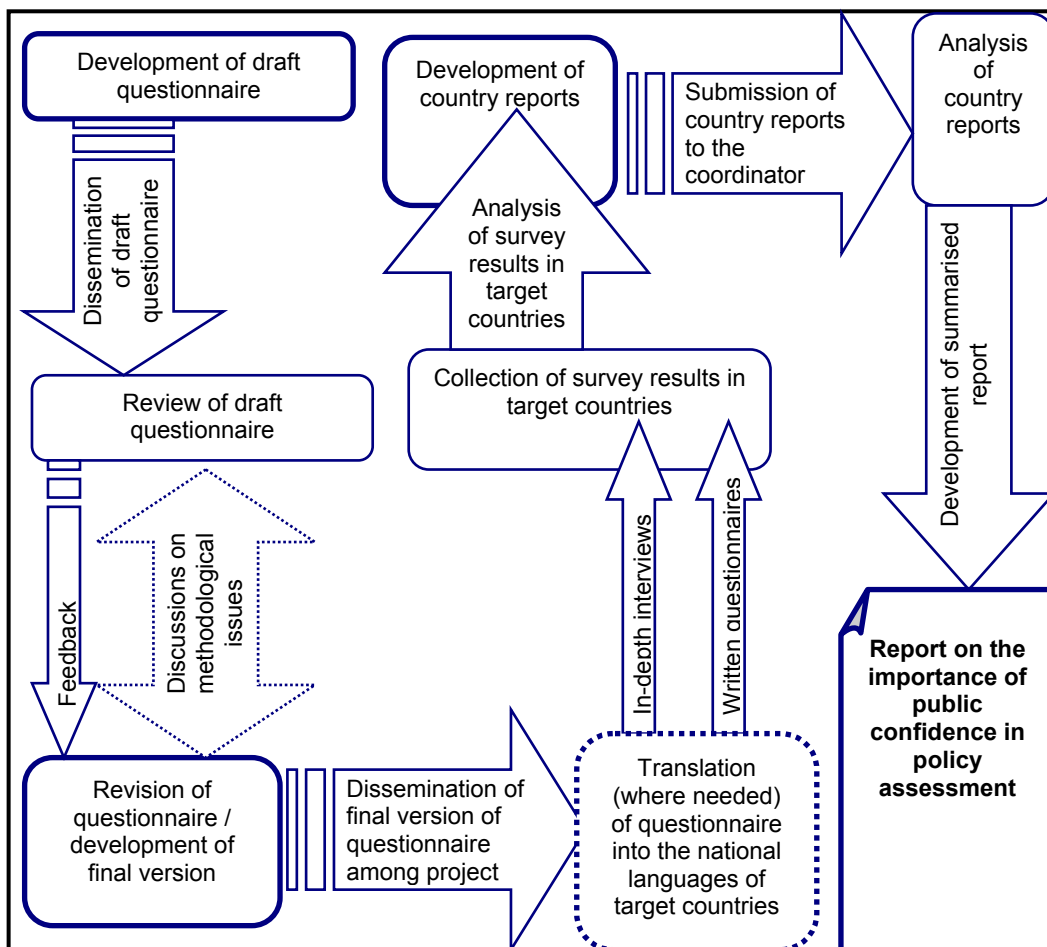 Development of draft
questionnaire
Dissemination
of draft
questionnaire
Review of draft
questionnaire
Feedback
Discussions on
methodological
issues
Revision of
questionnaire /
development of
final version
Dissemination of
final version of
questionnaire
among project
Translation
(where needed)
of questionnaire
into the national
languages of
target countries
In-depth interviews
Written questionnaires
Collection of survey results in
target countries
Analysis
of survey
results in
target
countries
Development of
country reports
Submission of
country reports
to the
coordinator
Analysis
of
country
reports
Development of summarised
report
Report on the
importance of
public
confidence in
policy
assessment